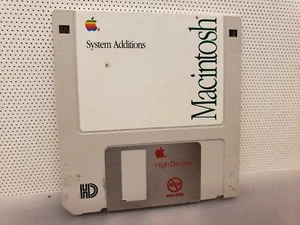 System Additions
Macintosh
High Density
HD